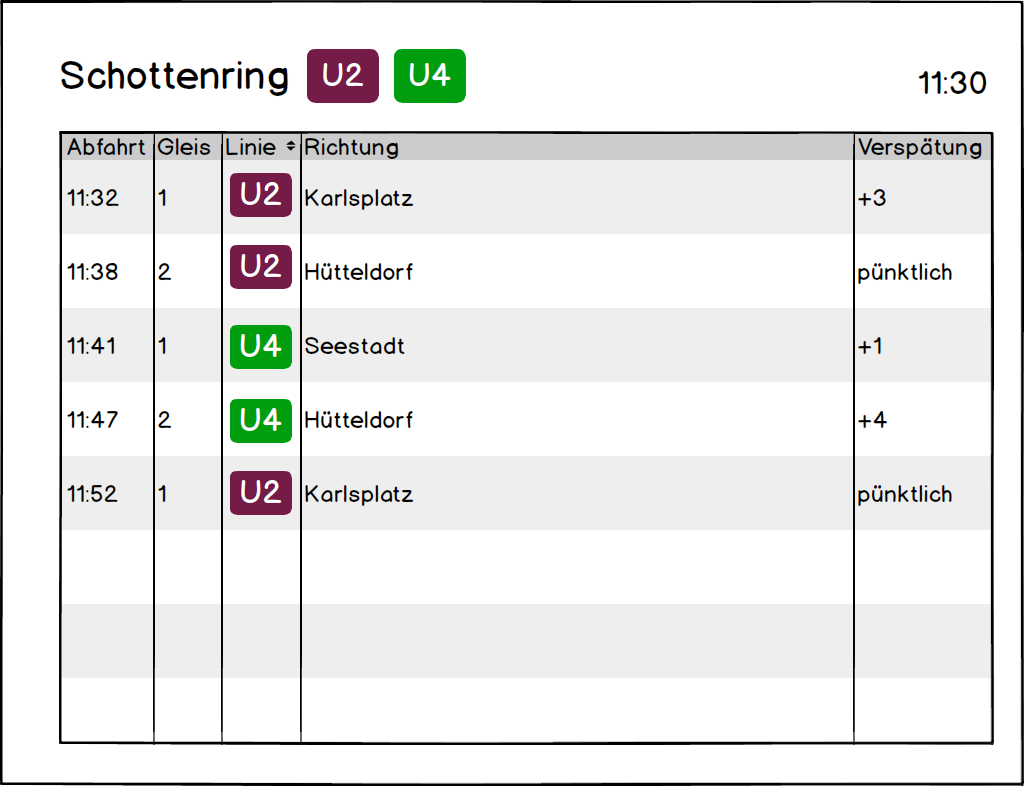 Schottenring U2 U4 11:30
Abfahrt Gleis Linie Richtung Verspätung
11:32 1 U2 Karlsplatz +3
11:38 2 U2 Hütteldorf pünktlich
11:41 1 U4 Seestadt +1
11:47 2 U4 Hütteldorf +4
11:52 1 U2 Karlsplatz pünktlich